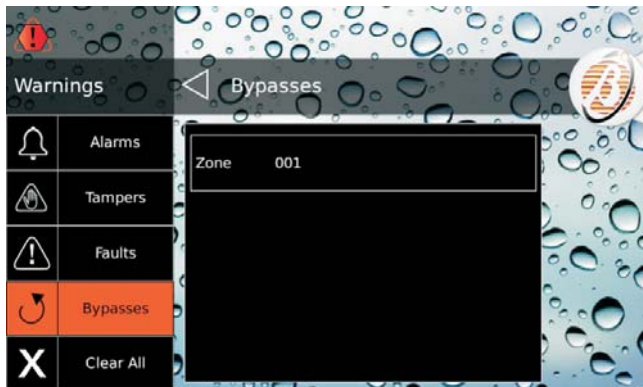 Warnings
Bypasses
Alarms
Zone 001
Tampers
Faults
Bypasses
X Clear All